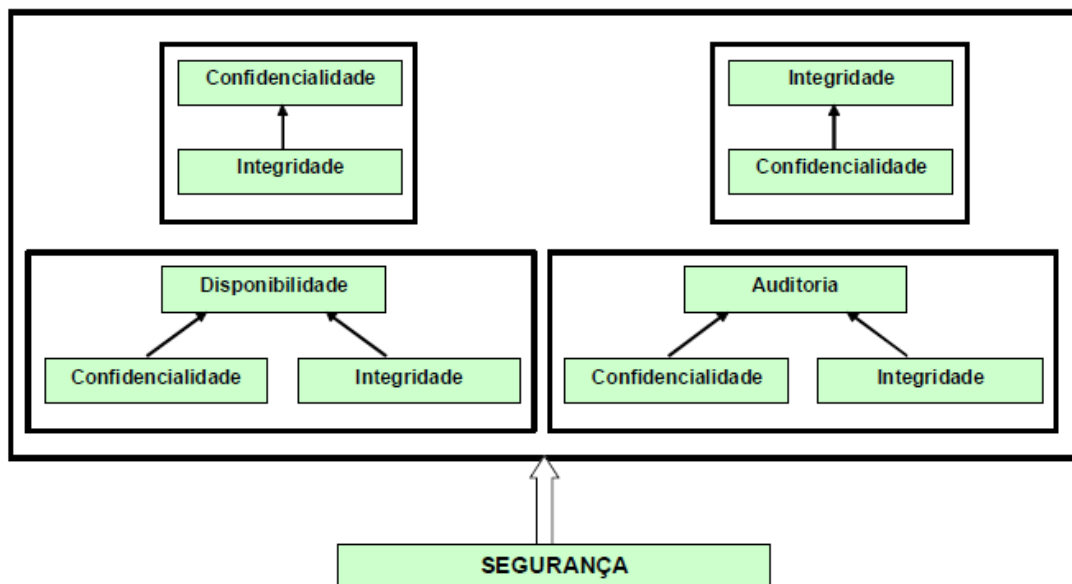 Confidencialidade
Integridade
Integridade
Confidencialidade
Disponibilidade
Confidencialidade
Integridade
Auditoria
Confidencialidade
Integridade
SEGURANÇA